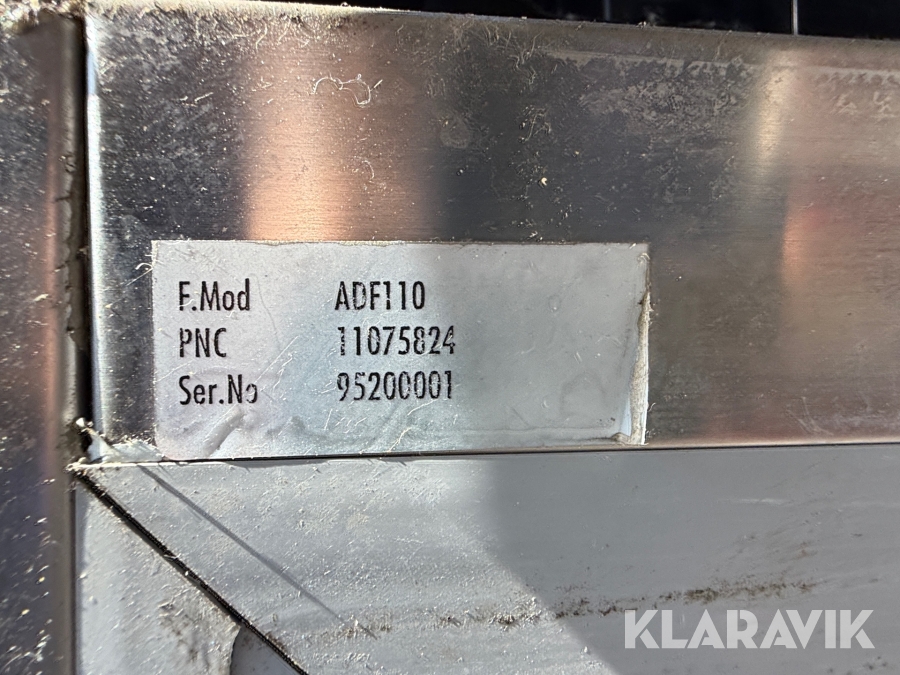 F.Mod ADF110
PNC 11075824
Ser.No 95200001
KLARAVIK